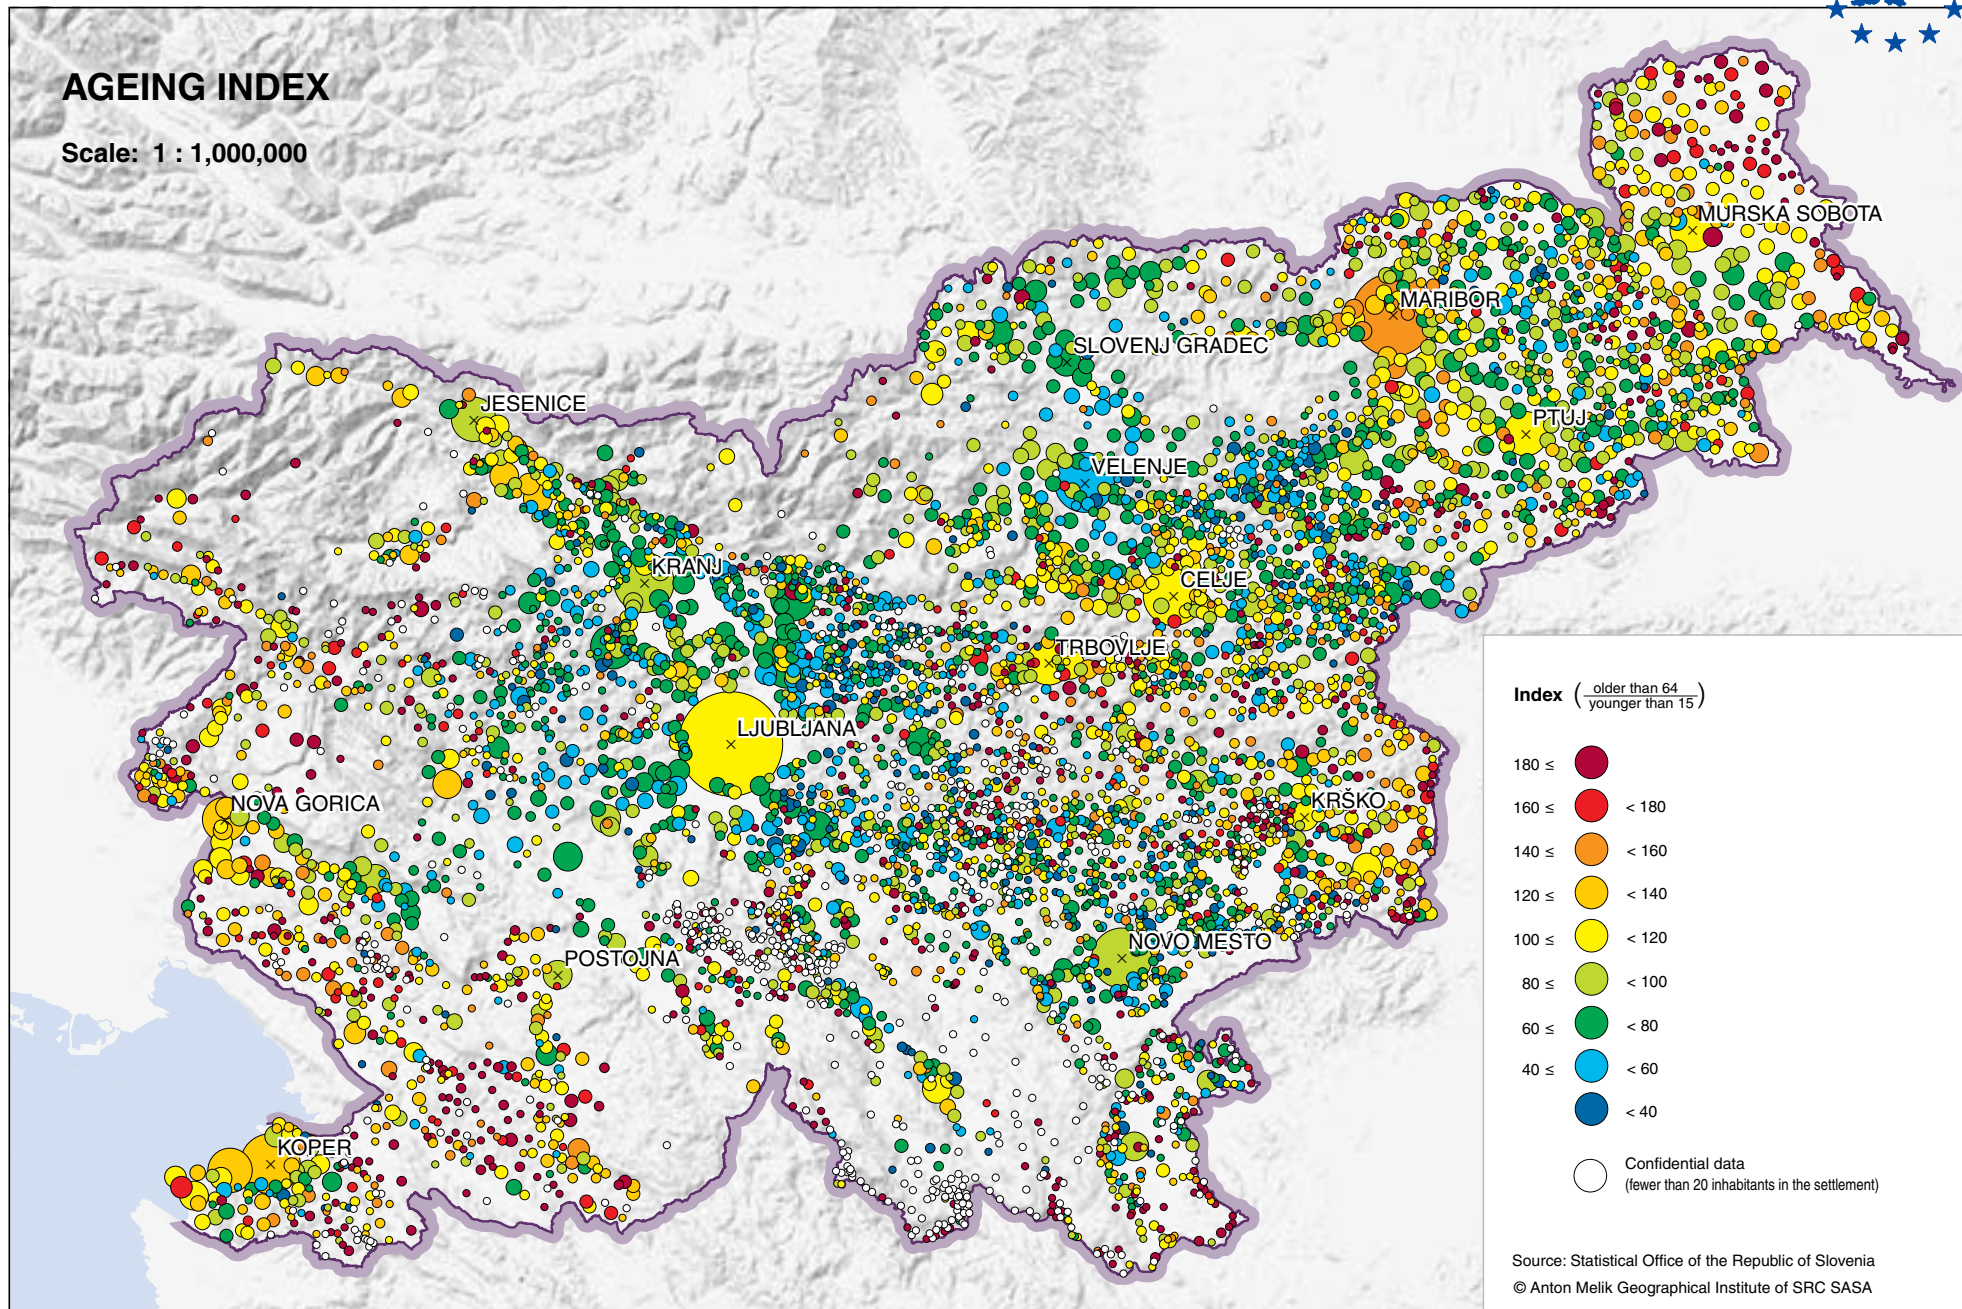 AGEING INDEX
Scale: 1 : 1,000,000
MURSKA SOBOTA
MARIBOR
SLOVENJ GRADEC
JESENICE
PTUJ
VELENJE
KRANJ
CELJE
TRBOVLJE
LJUBLJANA
NOVA GORICA
KRŠKO
NOVO MESTO
POSTOJNA
KOPER
Index ( older than 64
younger than 15 )
180 ≤
160 ≤ < 180
140 ≤ < 160
120 ≤ < 140
100 ≤ < 120
80 ≤ < 100
60 ≤ < 80
40 ≤ < 60
< 40
Confidential data
(fewer than 20 inhabitants in the settlement)
Source: Statistical Office of the Republic of Slovenia
© Anton Melik Geographical Institute of SRC SASA